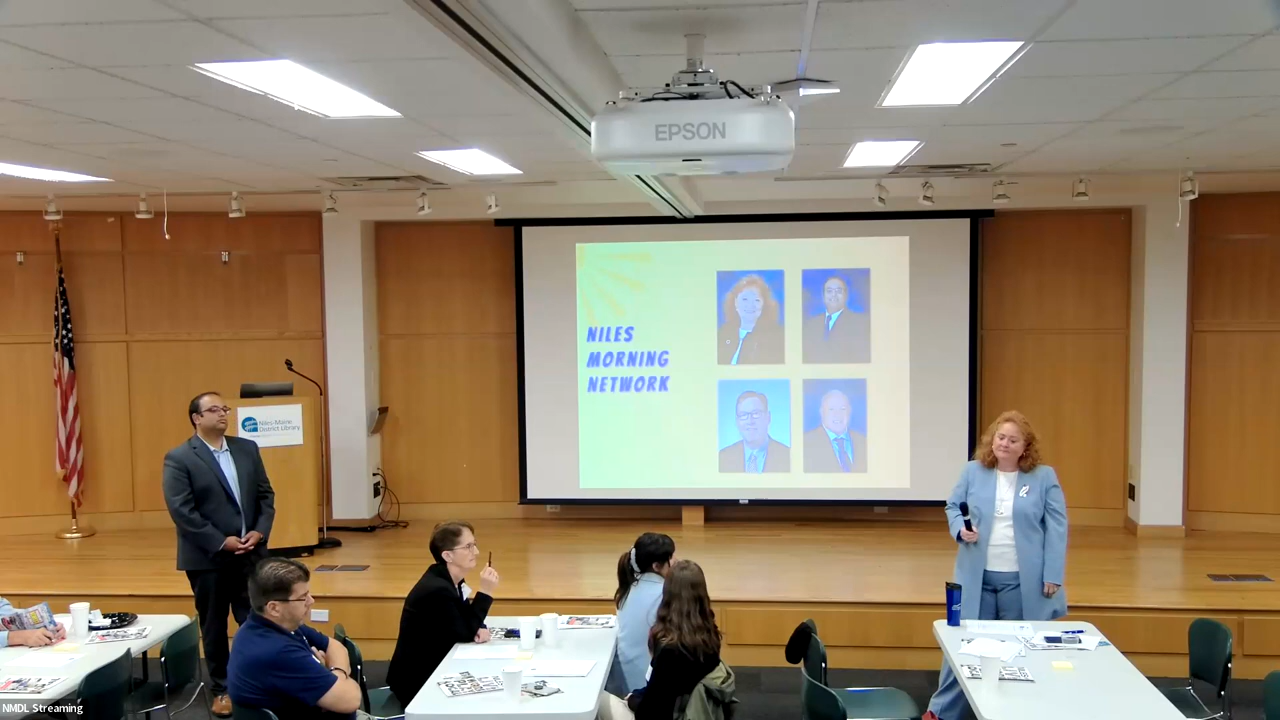 EPSON
NILES
MORNING
NETWORK
Niles-Maine
District Library
NMDL Streaming